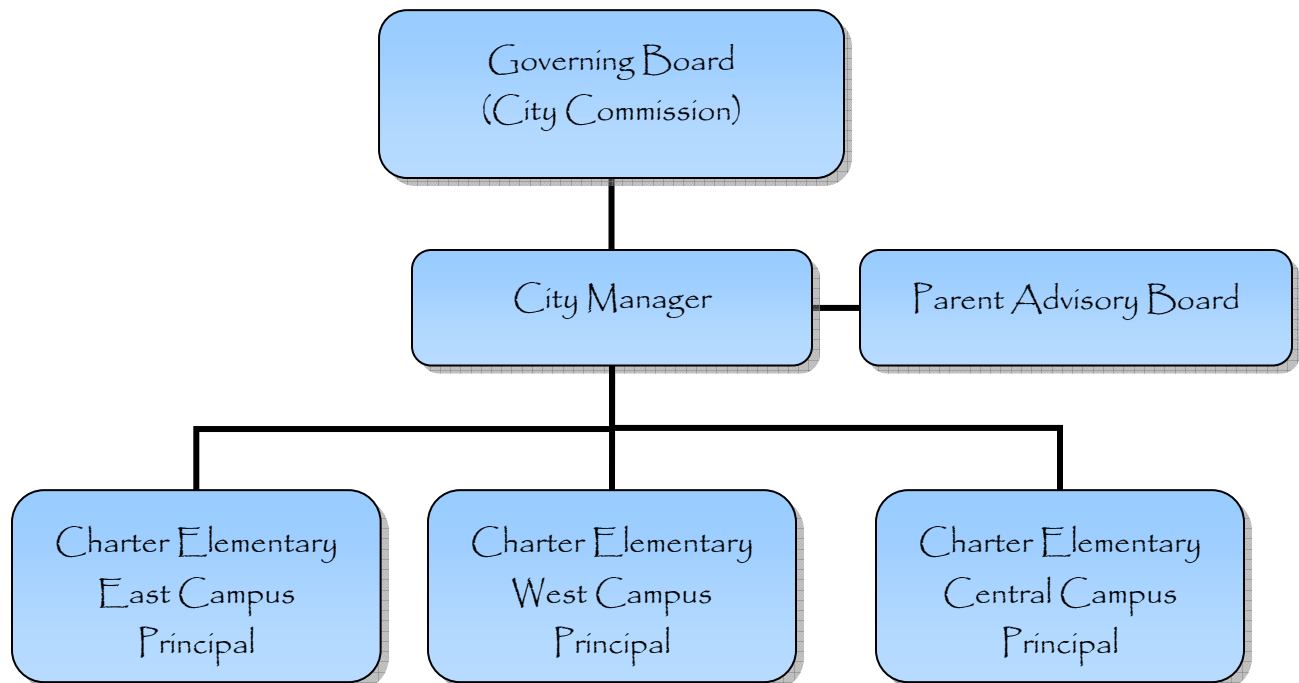 Governing Board
(City Commission)
City Manager
Parent Advisory Board
Charter Elementary
East Campus
Principal
Charter Elementary
West Campus
Principal
Charter Elementary
Central Campus
Principal